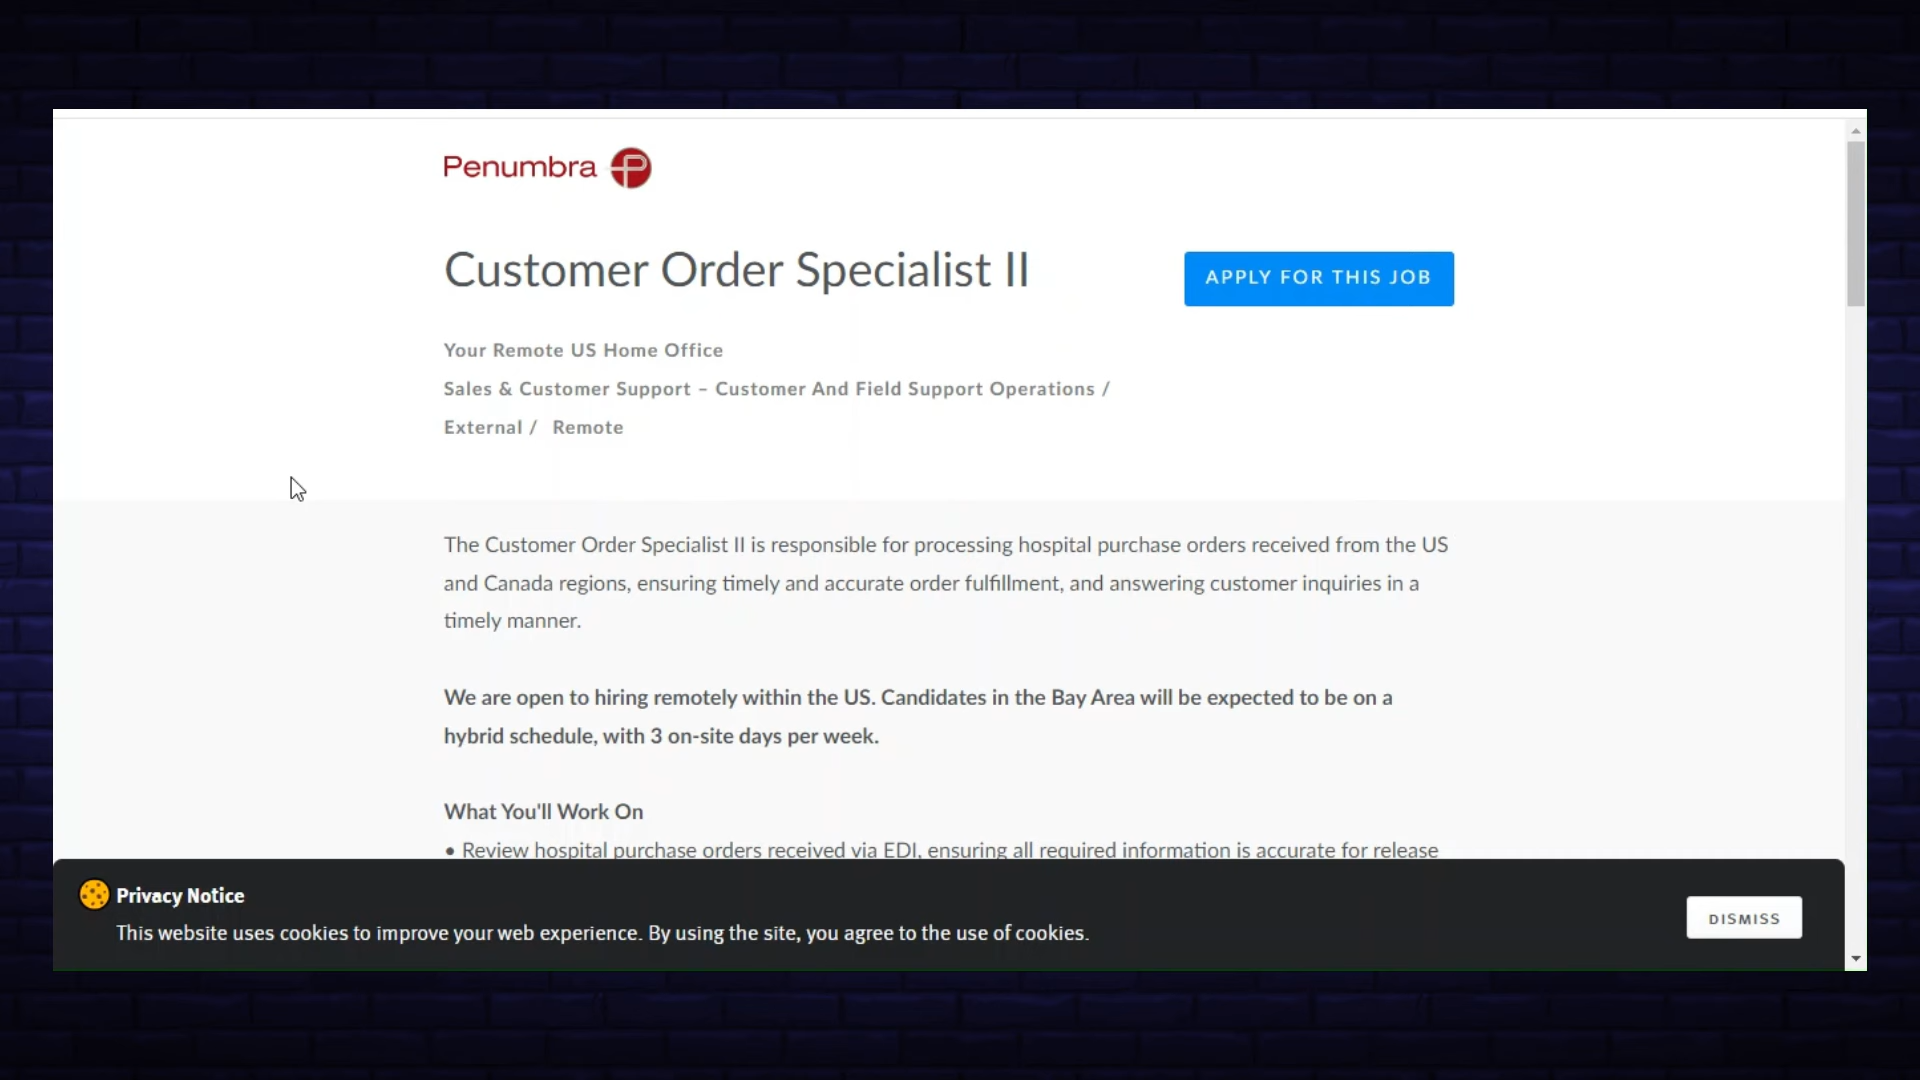 Penumbra
Customer Order Specialist II
APPLY FOR THIS JOB
Your Remote US Home Office
Sales & Customer Support – Customer And Field Support Operations /
External / Remote
The Customer Order Specialist II is responsible for processing hospital purchase orders received from the US
and Canada regions, ensuring timely and accurate order fulfillment, and answering customer inquiries in a
timely manner.
We are open to hiring remotely within the US. Candidates in the Bay Area will be expected to be on a
hybrid schedule, with 3 on-site days per week.
What You'll Work On
• Review hospital purchase orders received via EDI, ensuring all required information is accurate for release
Privacy Notice
This website uses cookies to improve your web experience. By using the site, you agree to the use of cookies.
DISMISS